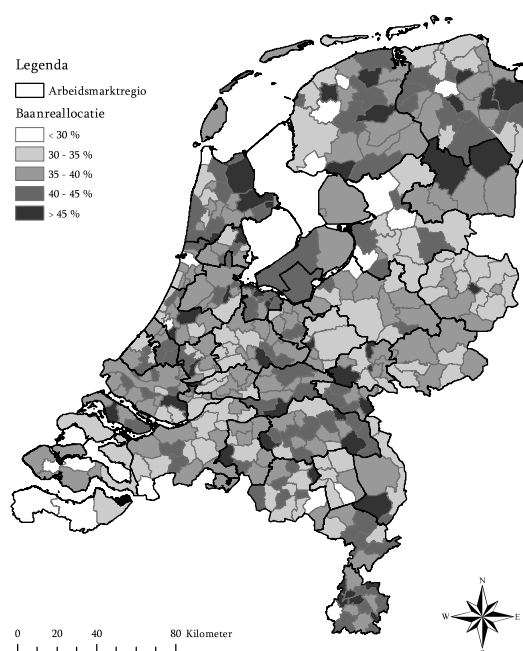 Legenda
Arbeidsmarktregio
Baanreallocatie
< 30 %
30 - 35 %
35 - 40 %
40 - 45 %
> 45 %
N
W E
0 20 40 80 Kilometer